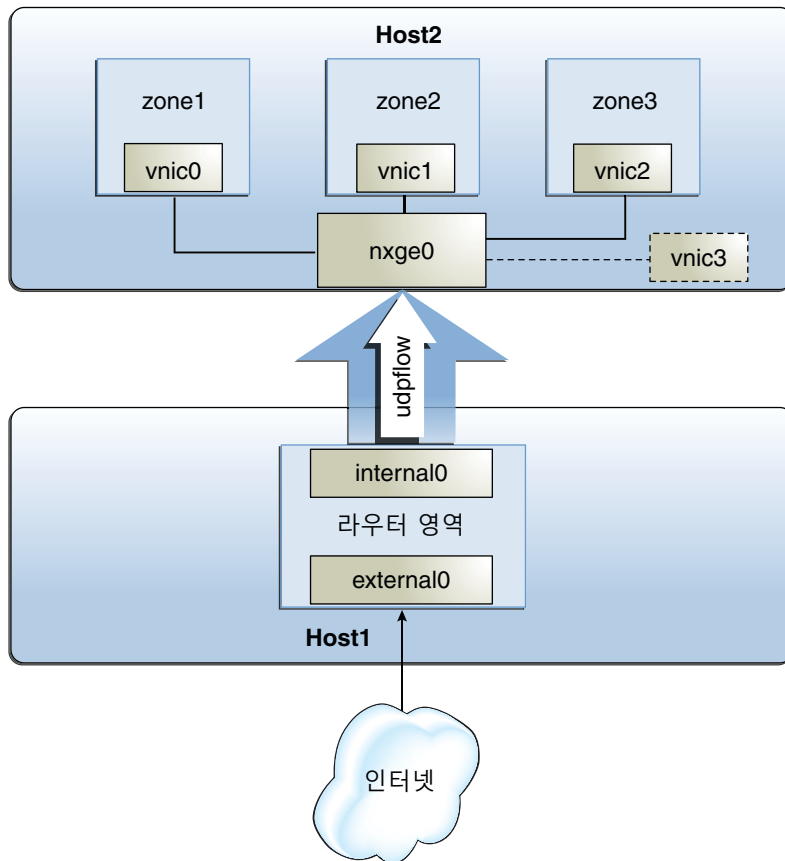 Host2
zone1
zone2
zone3
vnic0
vnic1
vnic2
nxge0
vnic3
udpflow
internal0
라우터 영역
external0
Host1
인터넷